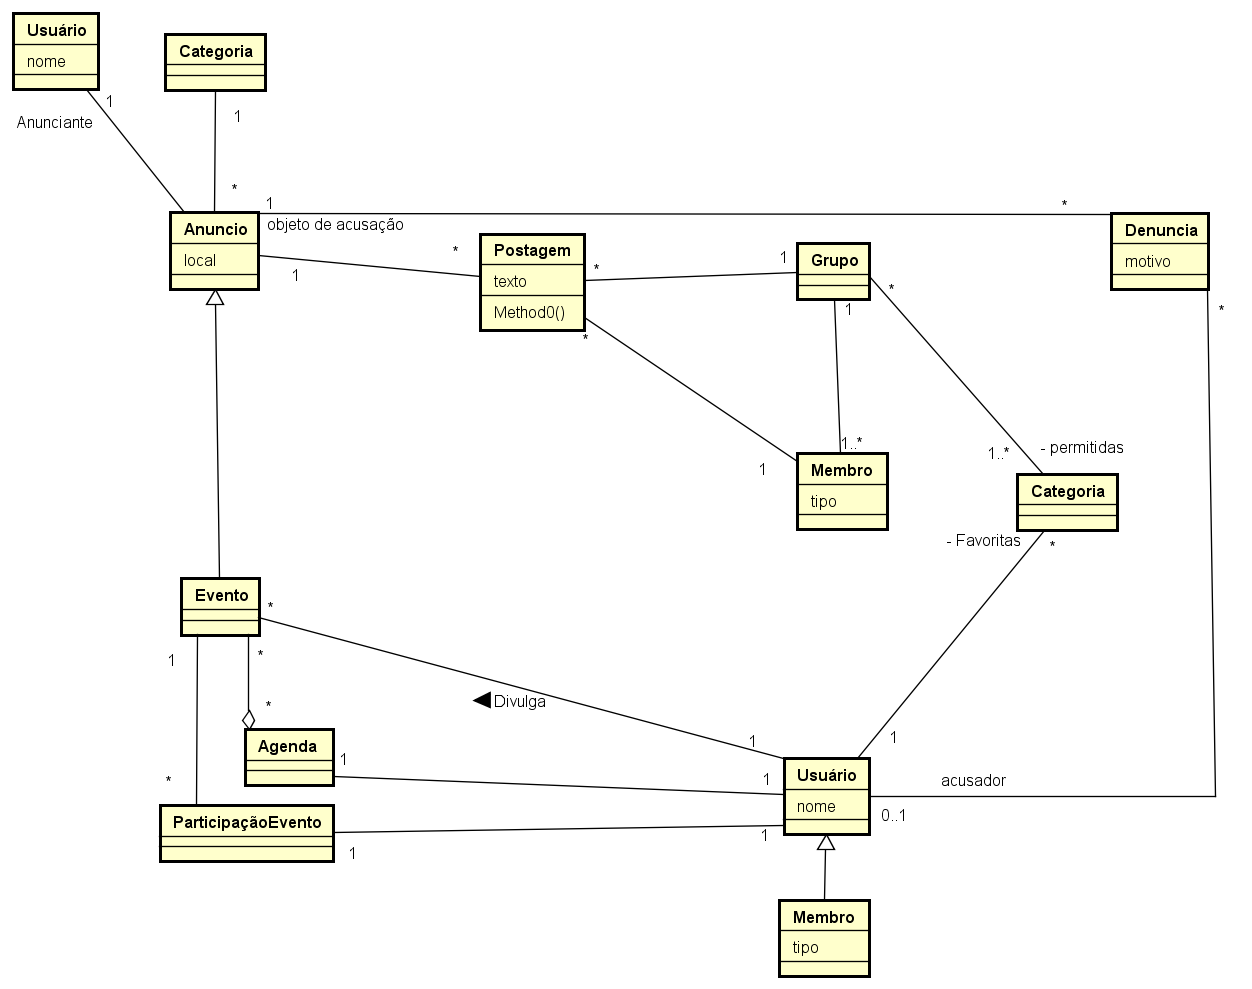 Usuário
nome
Categoria
1
1
Anunciante
*
1
objeto de acusação
*
Anuncio
local
Denuncia
motivo
*
Postagem
texto
Method0()
1
*
*
1
Grupo
*
1
*
1..*
1
Membro
tipo
1..*
- permitidas
Categoria
- Favoritas
*
Evento
*
1
*
Divulga
*
1
1
Agenda
1
1
Usuário
nome
acusador
0..1
*
ParticipaçãoEvento
1
1
Membro
tipo